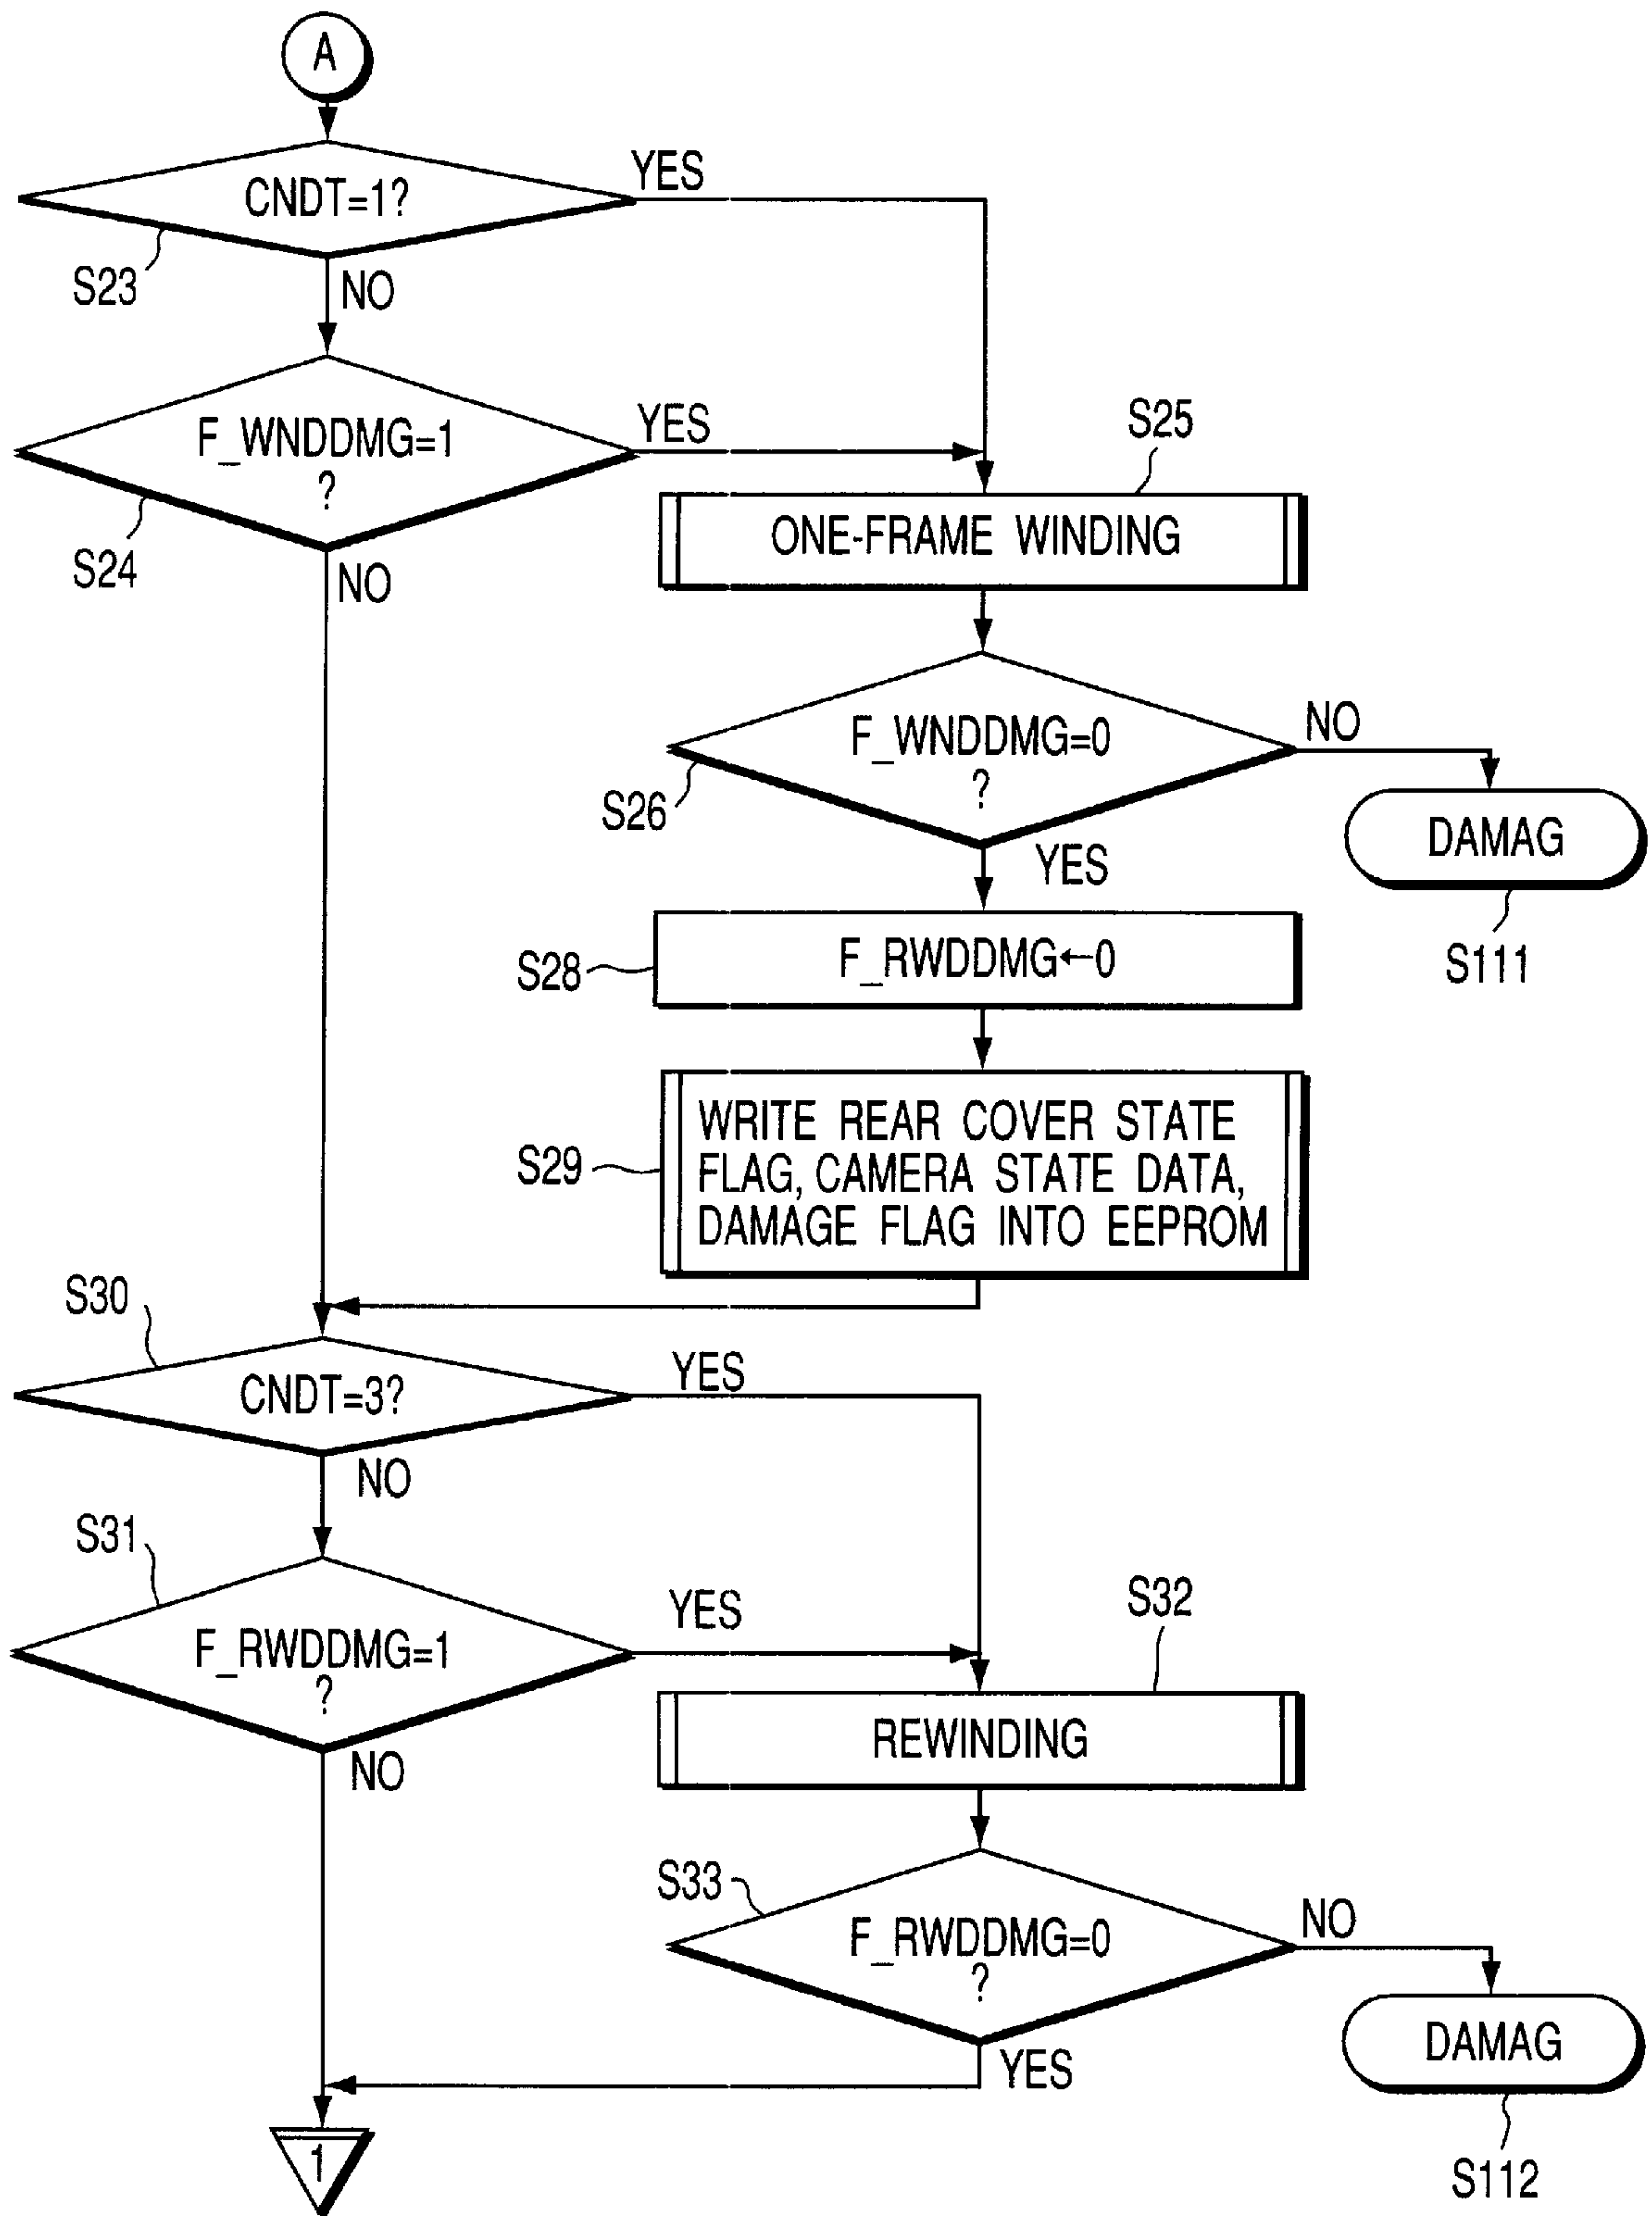 A
CNDT=1?
YES
S23
NO
F_WNDDMG=1
?
YES
S24
NO
S25
ONE-FRAME WINDING
F_WNDDMG=0
?
NO
S26
YES
DAMAG
S111
F_RWDDMG←0
S28
WRITE REAR COVER STATE
FLAG, CAMERA STATE DATA,
DAMAGE FLAG INTO EEPROM
S29
S30
CNDT=3?
YES
NO
S31
F_RWDDMG=1
?
YES
NO
S32
REWINDING
S33
F_RWDDMG=0
?
NO
YES
DAMAG
S112
1